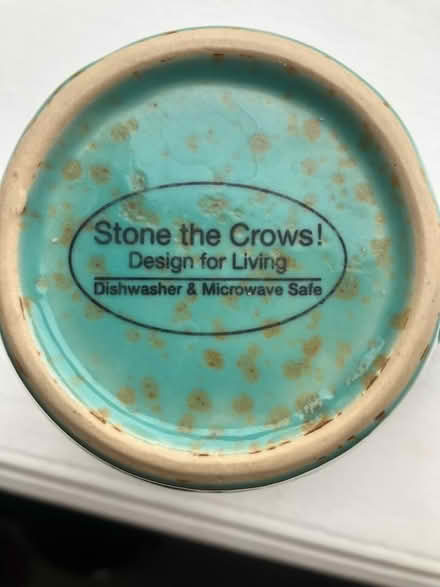 Stone the Crows!
Design for Living
Dishwasher & Microwave Safe